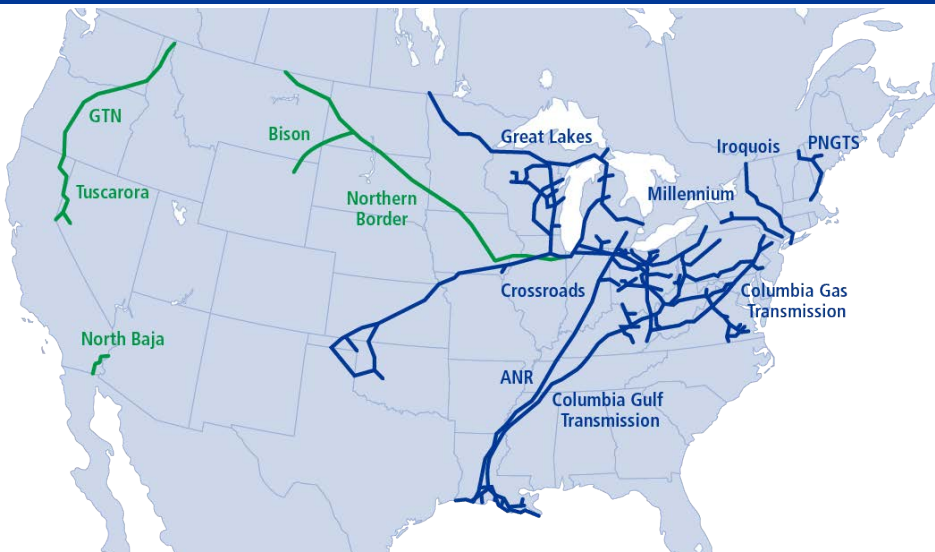 GTN
Bison
Great Lakes
Iroquois
PNGTS
Tuscarora
Northern
Border
Millennium
Crossroads
Columbia Gas
Transmission
North Baja
ANR
Columbia Gulf
Transmission